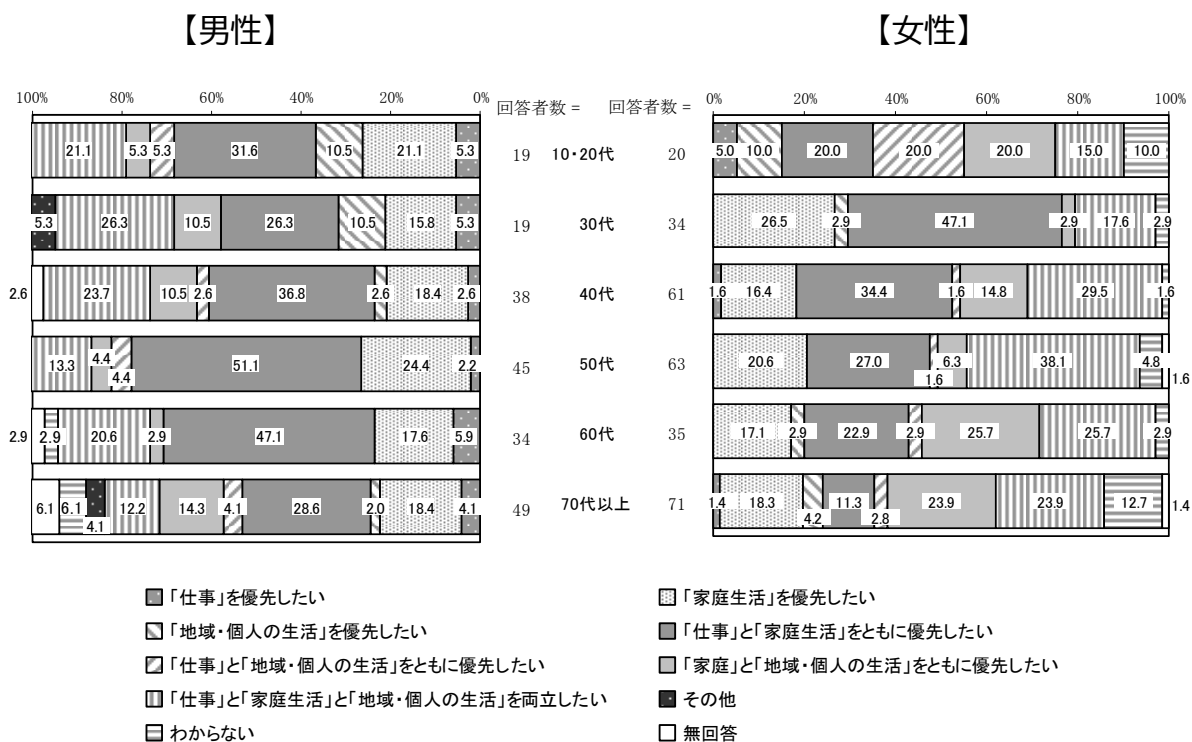 【男性】 【女性】
100% 80% 60% 40% 20% 0% 回答者数 = 回答者数 = 0% 20% 40% 60% 80% 100%
21.1 5.3 5.3 31.6 10.5 21.1 5.3 19 10・20代 20 5.0 10.0 20.0 20.0 20.0 15.0 10.0
5.3 26.3 10.5 26.3 10.5 15.8 5.3 19 30代 34 26.5 2.9 47.1 2.9 17.6 2.9
2.6 23.7 10.5 2.6 36.8 2.6 18.4 2.6 38 40代 61 1.6 16.4 34.4 1.6 14.8 29.5 1.6
13.3 4.4 4.4 51.1 24.4 2.2 45 50代 63 20.6 27.0 1.6 6.3 38.1 4.8 1.6
2.9 2.9 20.6 2.9 47.1 17.6 5.9 34 60代 35 17.1 2.9 22.9 2.9 25.7 25.7 2.9
6.1 6.1 4.1 12.2 14.3 4.1 28.6 2.0 18.4 4.1 49 70代以上 71 1.4 18.3 4.2 11.3 2.8 23.9 23.9 12.7 1.4
「仕事」を優先したい 「家庭生活」を優先したい
「地域・個人の生活」を優先したい 「仕事」と「家庭生活」をともに優先したい
「仕事」と「地域・個人の生活」をともに優先したい 「家庭」と「地域・個人の生活」をともに優先したい
「仕事」と「家庭生活」と「地域・個人の生活」を両立したい その他
わからない 無回答